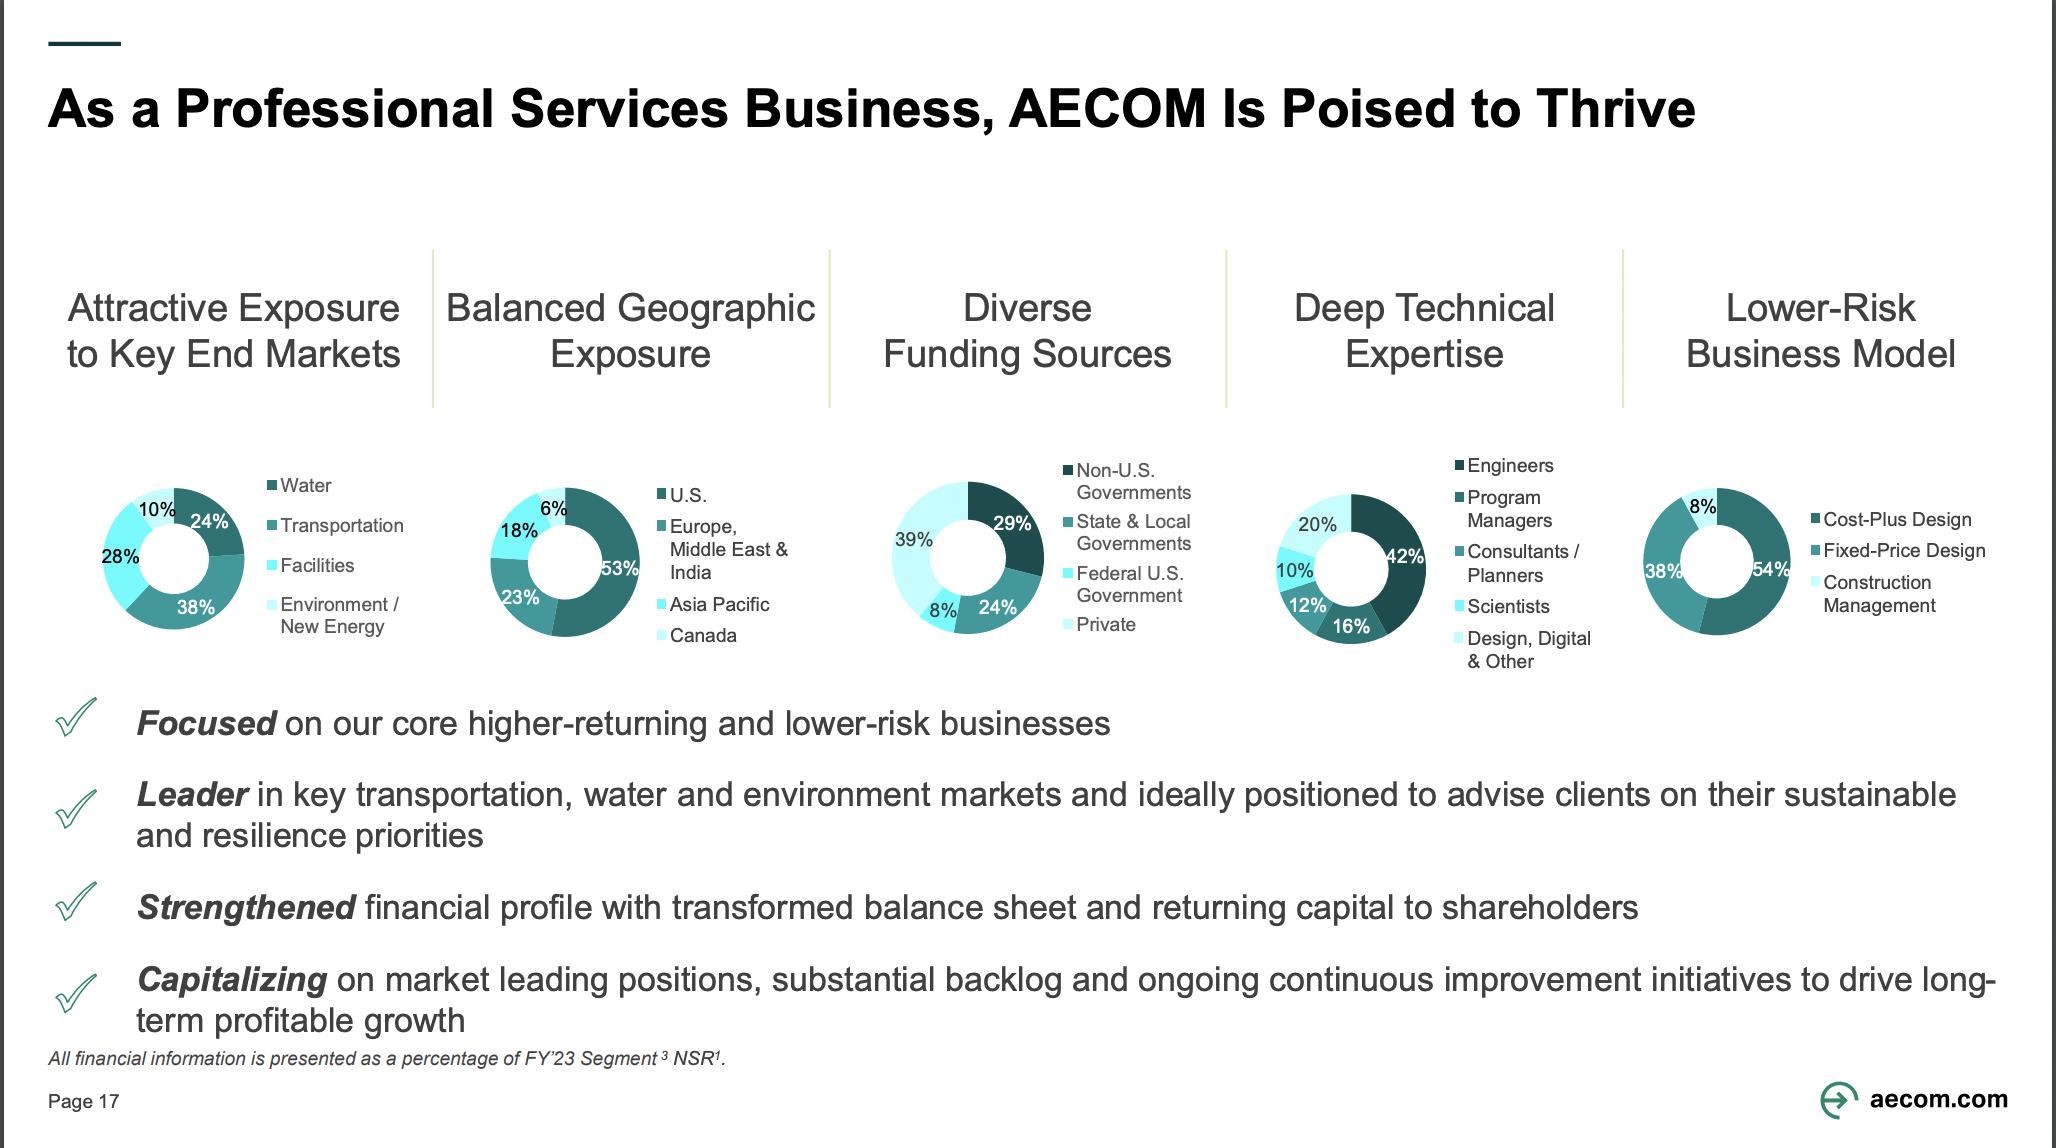 As a Professional Services Business, AECOM Is Poised to Thrive
Attractive Exposure
to Key End Markets
Balanced Geographic
Exposure
Diverse
Funding Sources
Deep Technical
Expertise
Lower-Risk
Business Model
10%
24%
28%
38%
Water
Transportation
Facilities
Environment /
New Energy
6%
18%
53%
23%
U.S.
Europe,
Middle East &
India
Asia Pacific
Canada
29%
39%
8%
24%
Non-U.S.
Governments
State & Local
Governments
Federal U.S.
Government
Private
20%
42%
10%
12%
16%
Engineers
Program
Managers
Consultants /
Planners
Scientists
Design, Digital
& Other
8%
38%
54%
Cost-Plus Design
Fixed-Price Design
Construction
Management
Focused on our core higher-returning and lower-risk businesses
Leader in key transportation, water and environment markets and ideally positioned to advise clients on their sustainable
and resilience priorities
Strengthened financial profile with transformed balance sheet and returning capital to shareholders
Capitalizing on market leading positions, substantial backlog and ongoing continuous improvement initiatives to drive long-
term profitable growth
All financial information is presented as a percentage of FY'23 Segment ³ NSR¹.
Page 17
aecom.com